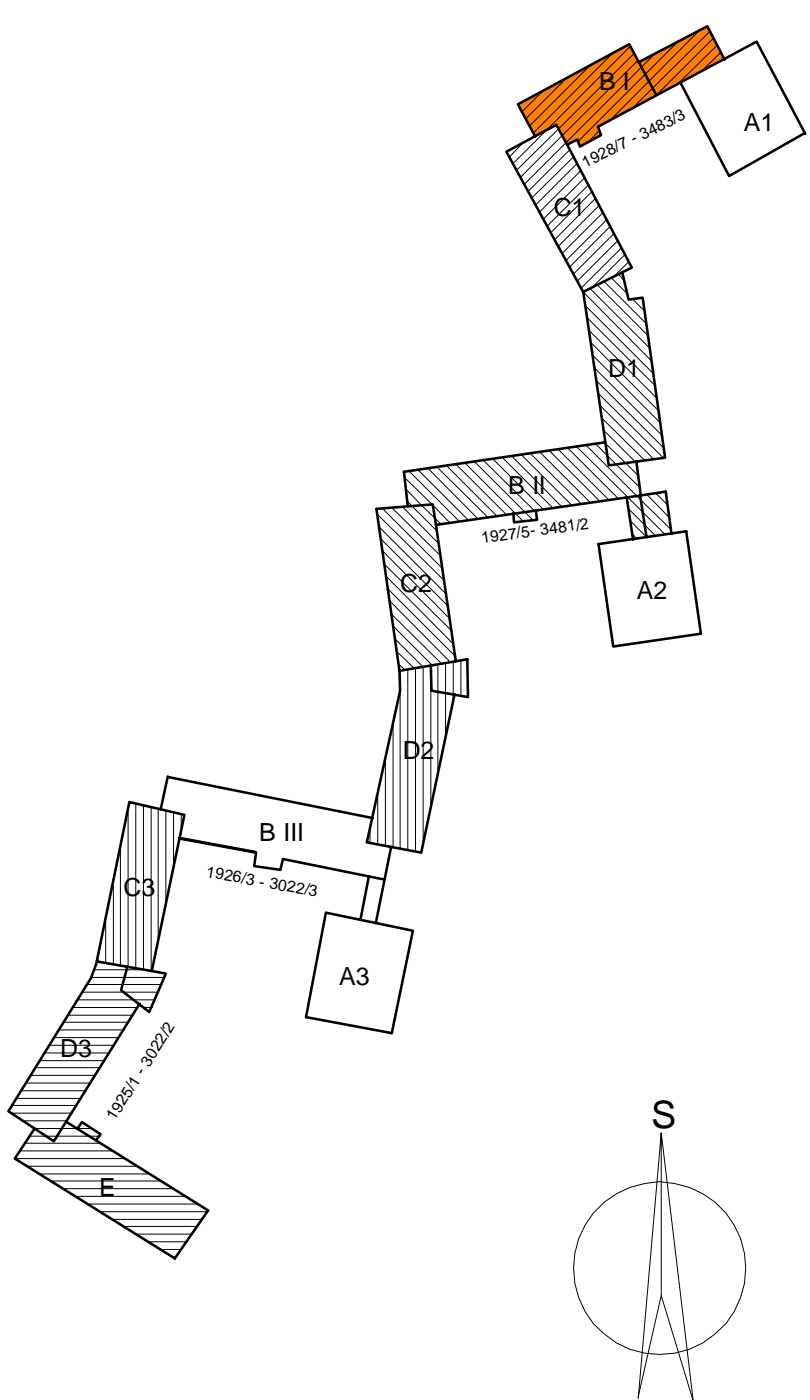 B I
A1
1928/7 - 3483/3
C1
D1
B II
1927/5- 3481/2
C2
A2
D2
B III
1926/3 - 3022/3
C3
A3
D3
1925/1 - 3022/2
E
S